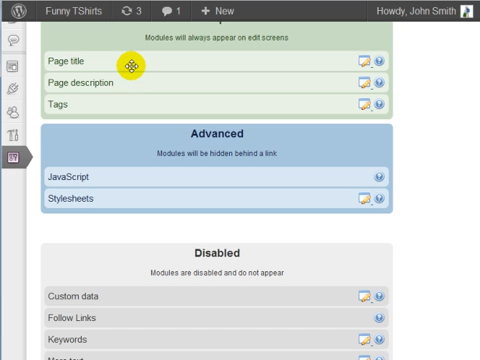 Funny TShirts 3 1 + New Howdy, John Smith
Modules will always appear on edit screens
Page title
Page description
Tags
Advanced
Modules will be hidden behind a link
JavaScript
Stylesheets
Disabled
Modules are disabled and do not appear
Custom data
Follow Links
Keywords